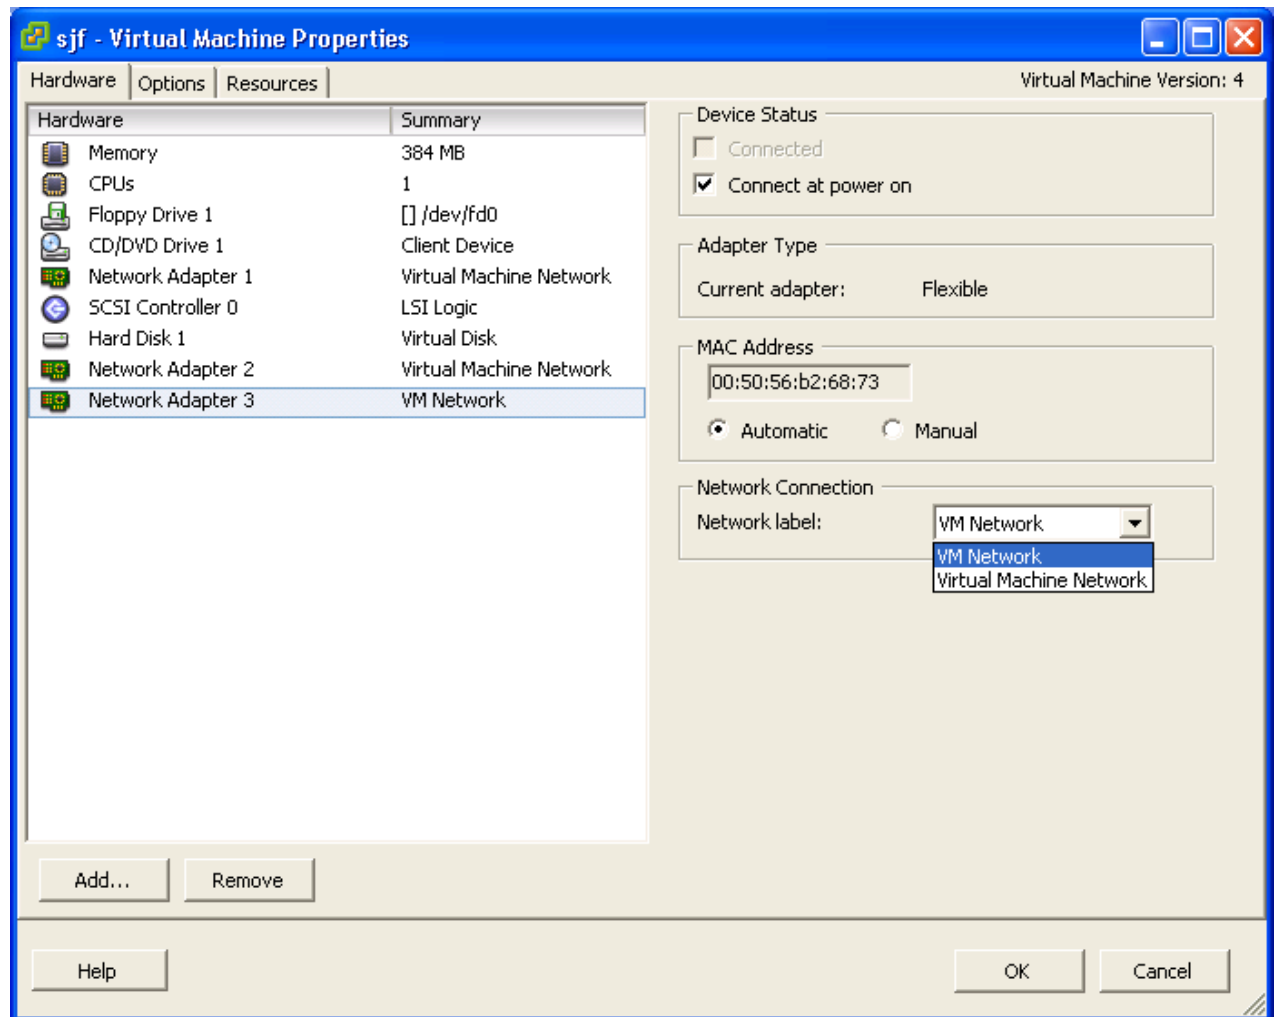 sjf - Virtual Machine Properties
Hardware Options Resources Virtual Machine Version: 4
Hardware Summary
Memory 384 MB
CPUs 1
Floppy Drive 1 [] /dev/fd0
CD/DVD Drive 1 Client Device
Network Adapter 1 Virtual Machine Network
SCSI Controller 0 LSI Logic
Hard Disk 1 Virtual Disk
Network Adapter 2 Virtual Machine Network
Network Adapter 3 VM Network
Device Status
Connected
Connect at power on
Adapter Type
Current adapter: Flexible
MAC Address
00:50:56:b2:68:73
Automatic Manual
Network Connection
Network label: VM Network
VM Network
Virtual Machine Network
Add... Remove
Help OK Cancel